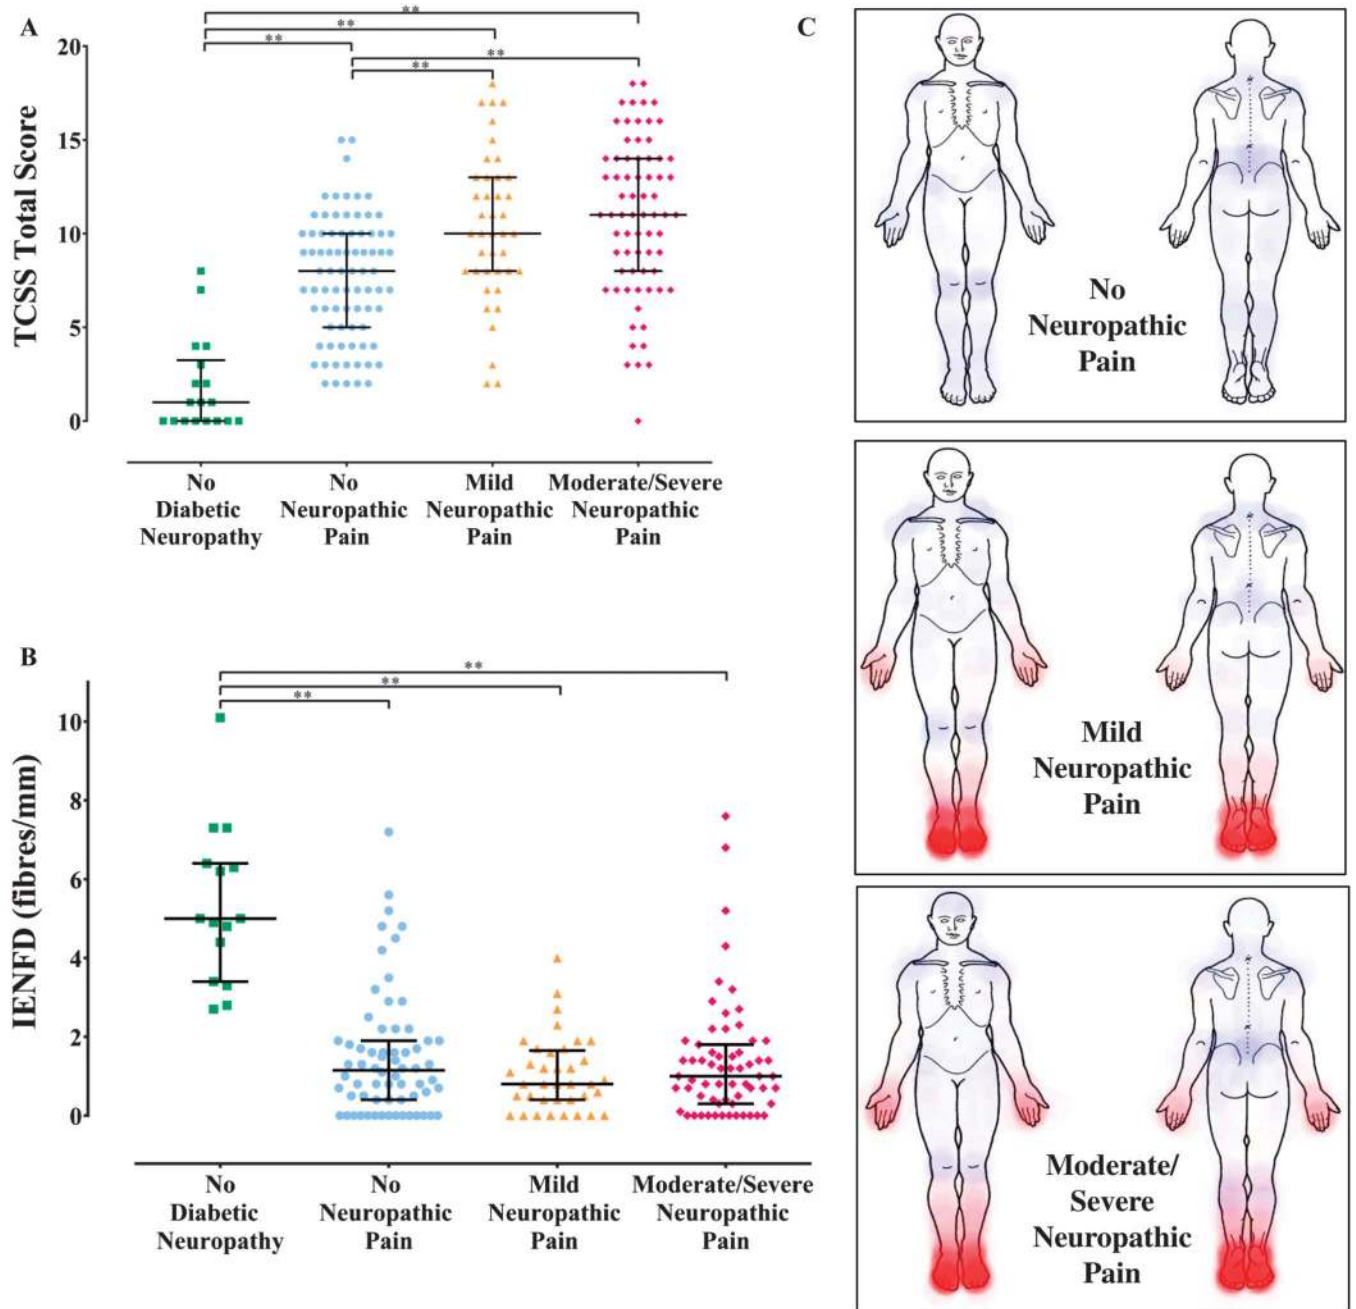 A
**
**
**
**
**
20
15
10
5
0
TCSS Total Score
No
Diabetic
Neuropathy
No
Neuropathic
Pain
Mild
Neuropathic
Pain
Moderate/Severe
Neuropathic
Pain
B
**
**
**
10
8
6
4
2
0
IENFD (fibres/mm)
No
Diabetic
Neuropathy
No
Neuropathic
Pain
Mild
Neuropathic
Pain
Moderate/Severe
Neuropathic
Pain
C
No
Neuropathic
Pain
Mild
Neuropathic
Pain
Moderate/
Severe
Neuropathic
Pain